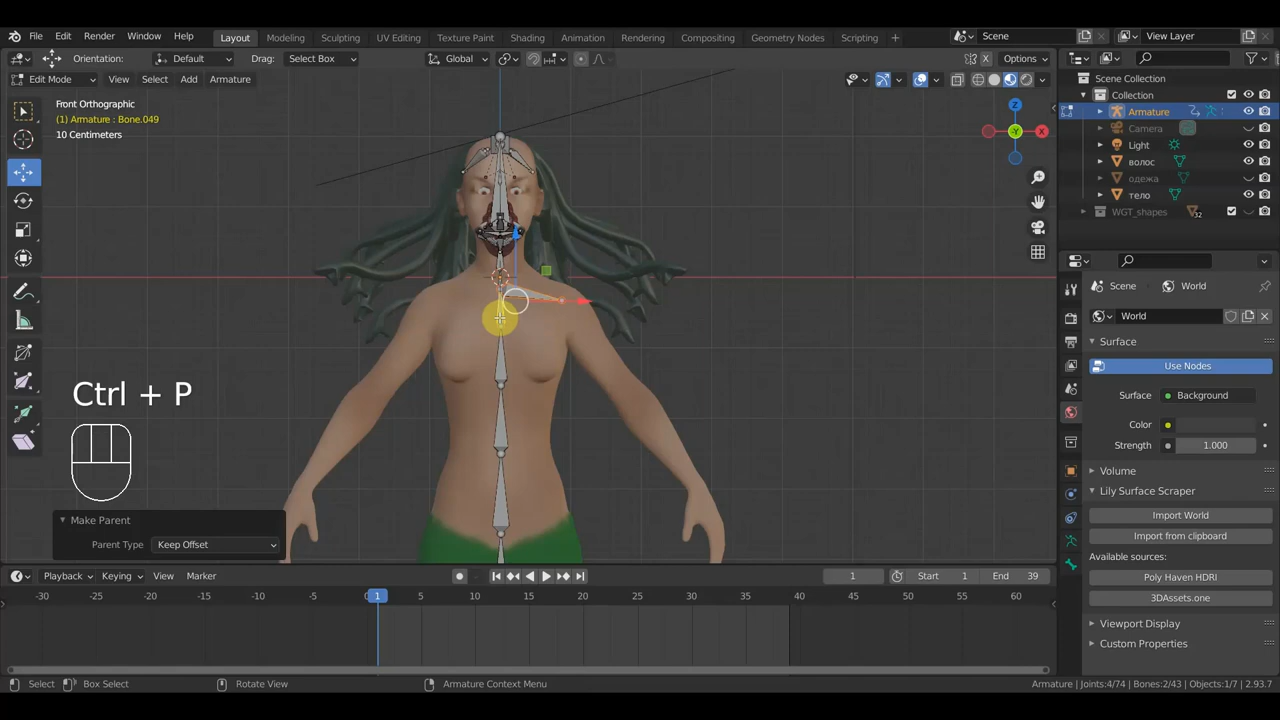 File Edit Render Window Help Layout Modeling Sculpting UV Editing Texture Paint Shading Animation Rendering Compositing Geometry Nodes Scripting + Scene View Layer
Orientation: Default Drag: Select Box Global X Options
Edit Mode View Select Add Armature
Front Orthographic
(1) Armature : Bone.049
10 Centimeters
Z
X
-Y
Scene Collection
Collection
Armature
Camera
Light
волос
одежа
тело
WGT_shapes 32
Scene World
World
Surface
Use Nodes
Surface Background
Color
Strength 1.000
Volume
Lily Surface Scraper
Import World
Import from clipboard
Available sources:
Poly Haven HDRI
3DAssets.one
Viewport Display
Custom Properties
Ctrl + P
Make Parent
Parent Type Keep Offset
Playback Keying View Marker 1 Start 1 End 39
-30 -25 -20 -15 -10 -5 1 5 10 15 20 25 30 35 40 45 50 55 60
Select Box Select Rotate View Armature Context Menu Armature | Joints:4/74 | Bones:2/43 | Objects:1/7 | 2.93.7